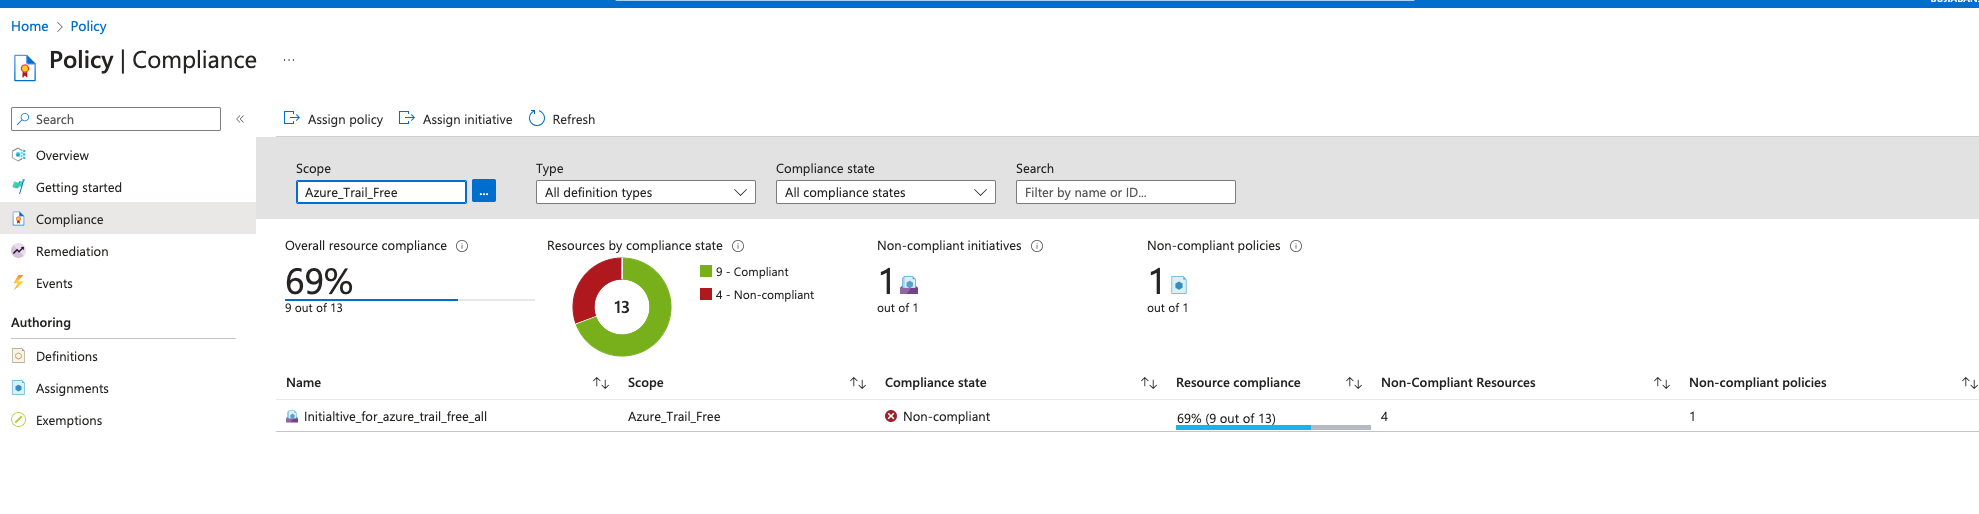 Home > Policy
Policy | Compliance ...
Search «
Overview
Getting started
Compliance
Remediation
Events
Authoring
Definitions
Assignments
Exemptions
Assign policy Assign initiative Refresh
Scope Type Compliance state Search
Azure_Trail_Free ... All definition types All compliance states Filter by name or ID...
Overall resource compliance
69%
9 out of 13
Resources by compliance state
13
9 - Compliant
4 - Non-compliant
Non-compliant initiatives
1
out of 1
Non-compliant policies
1
out of 1
Name Scope Compliance state Resource compliance Non-Compliant Resources Non-compliant policies
Initialtive_for_azure_trail_free_all Azure_Trail_Free Non-compliant 69% (9 out of 13) 4 1